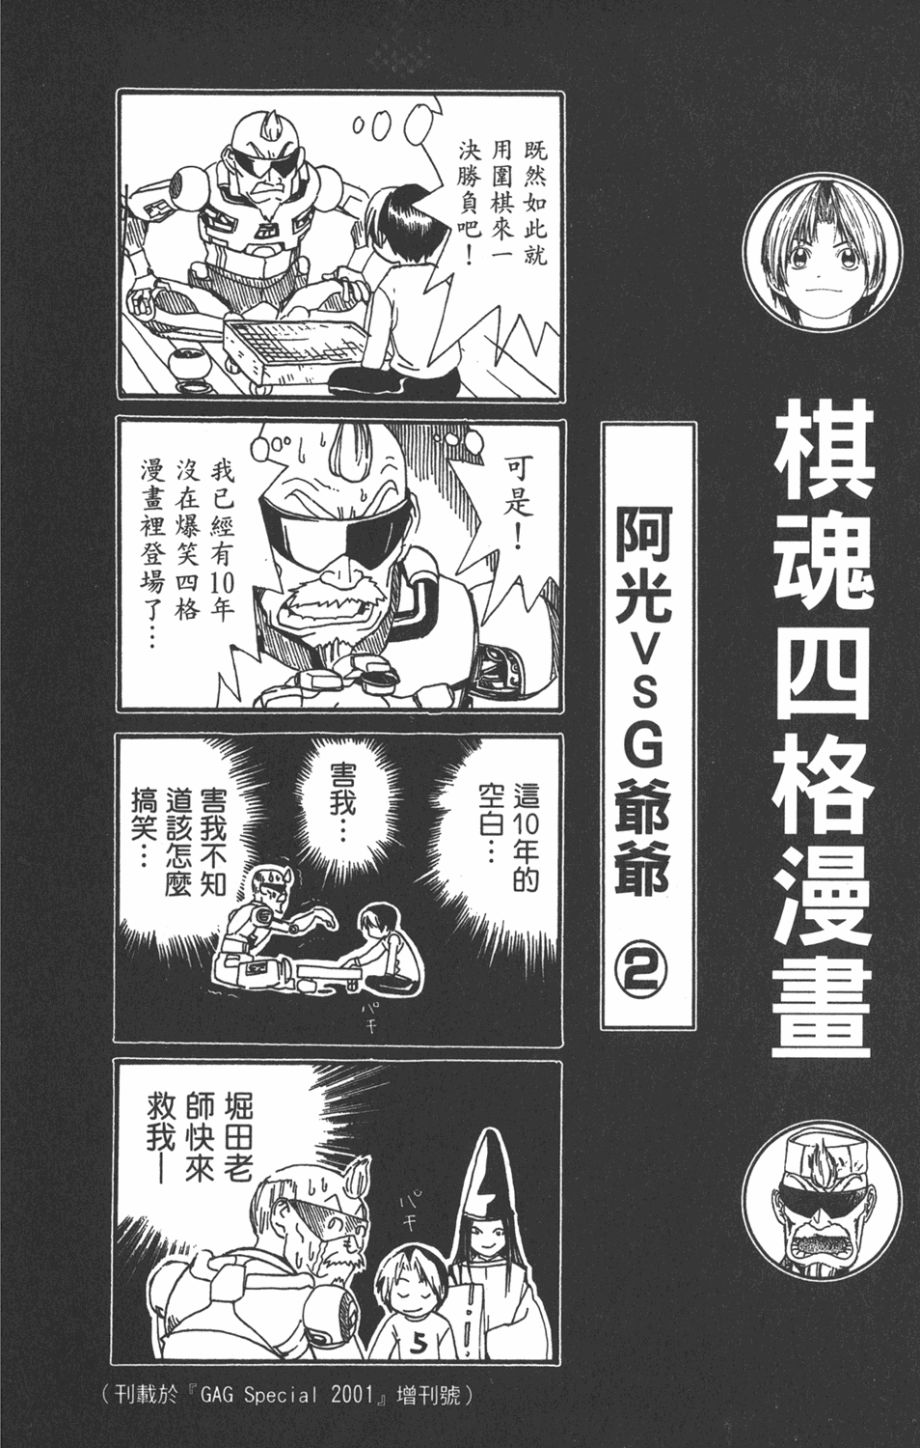 棋魂四格漫畫
阿光VSG爺爺 ②
既然如此就
用圍棋來一
決勝負吧！
可是！
我已經有10年
沒在爆笑四格
漫畫裡登場了…
這10年的
空白…
害我…
害我不知
道該怎麼
搞笑…
パチ
堀田老
師快來
救我ー
パチ
5
（刊載於『GAG Special 2001』增刊號）